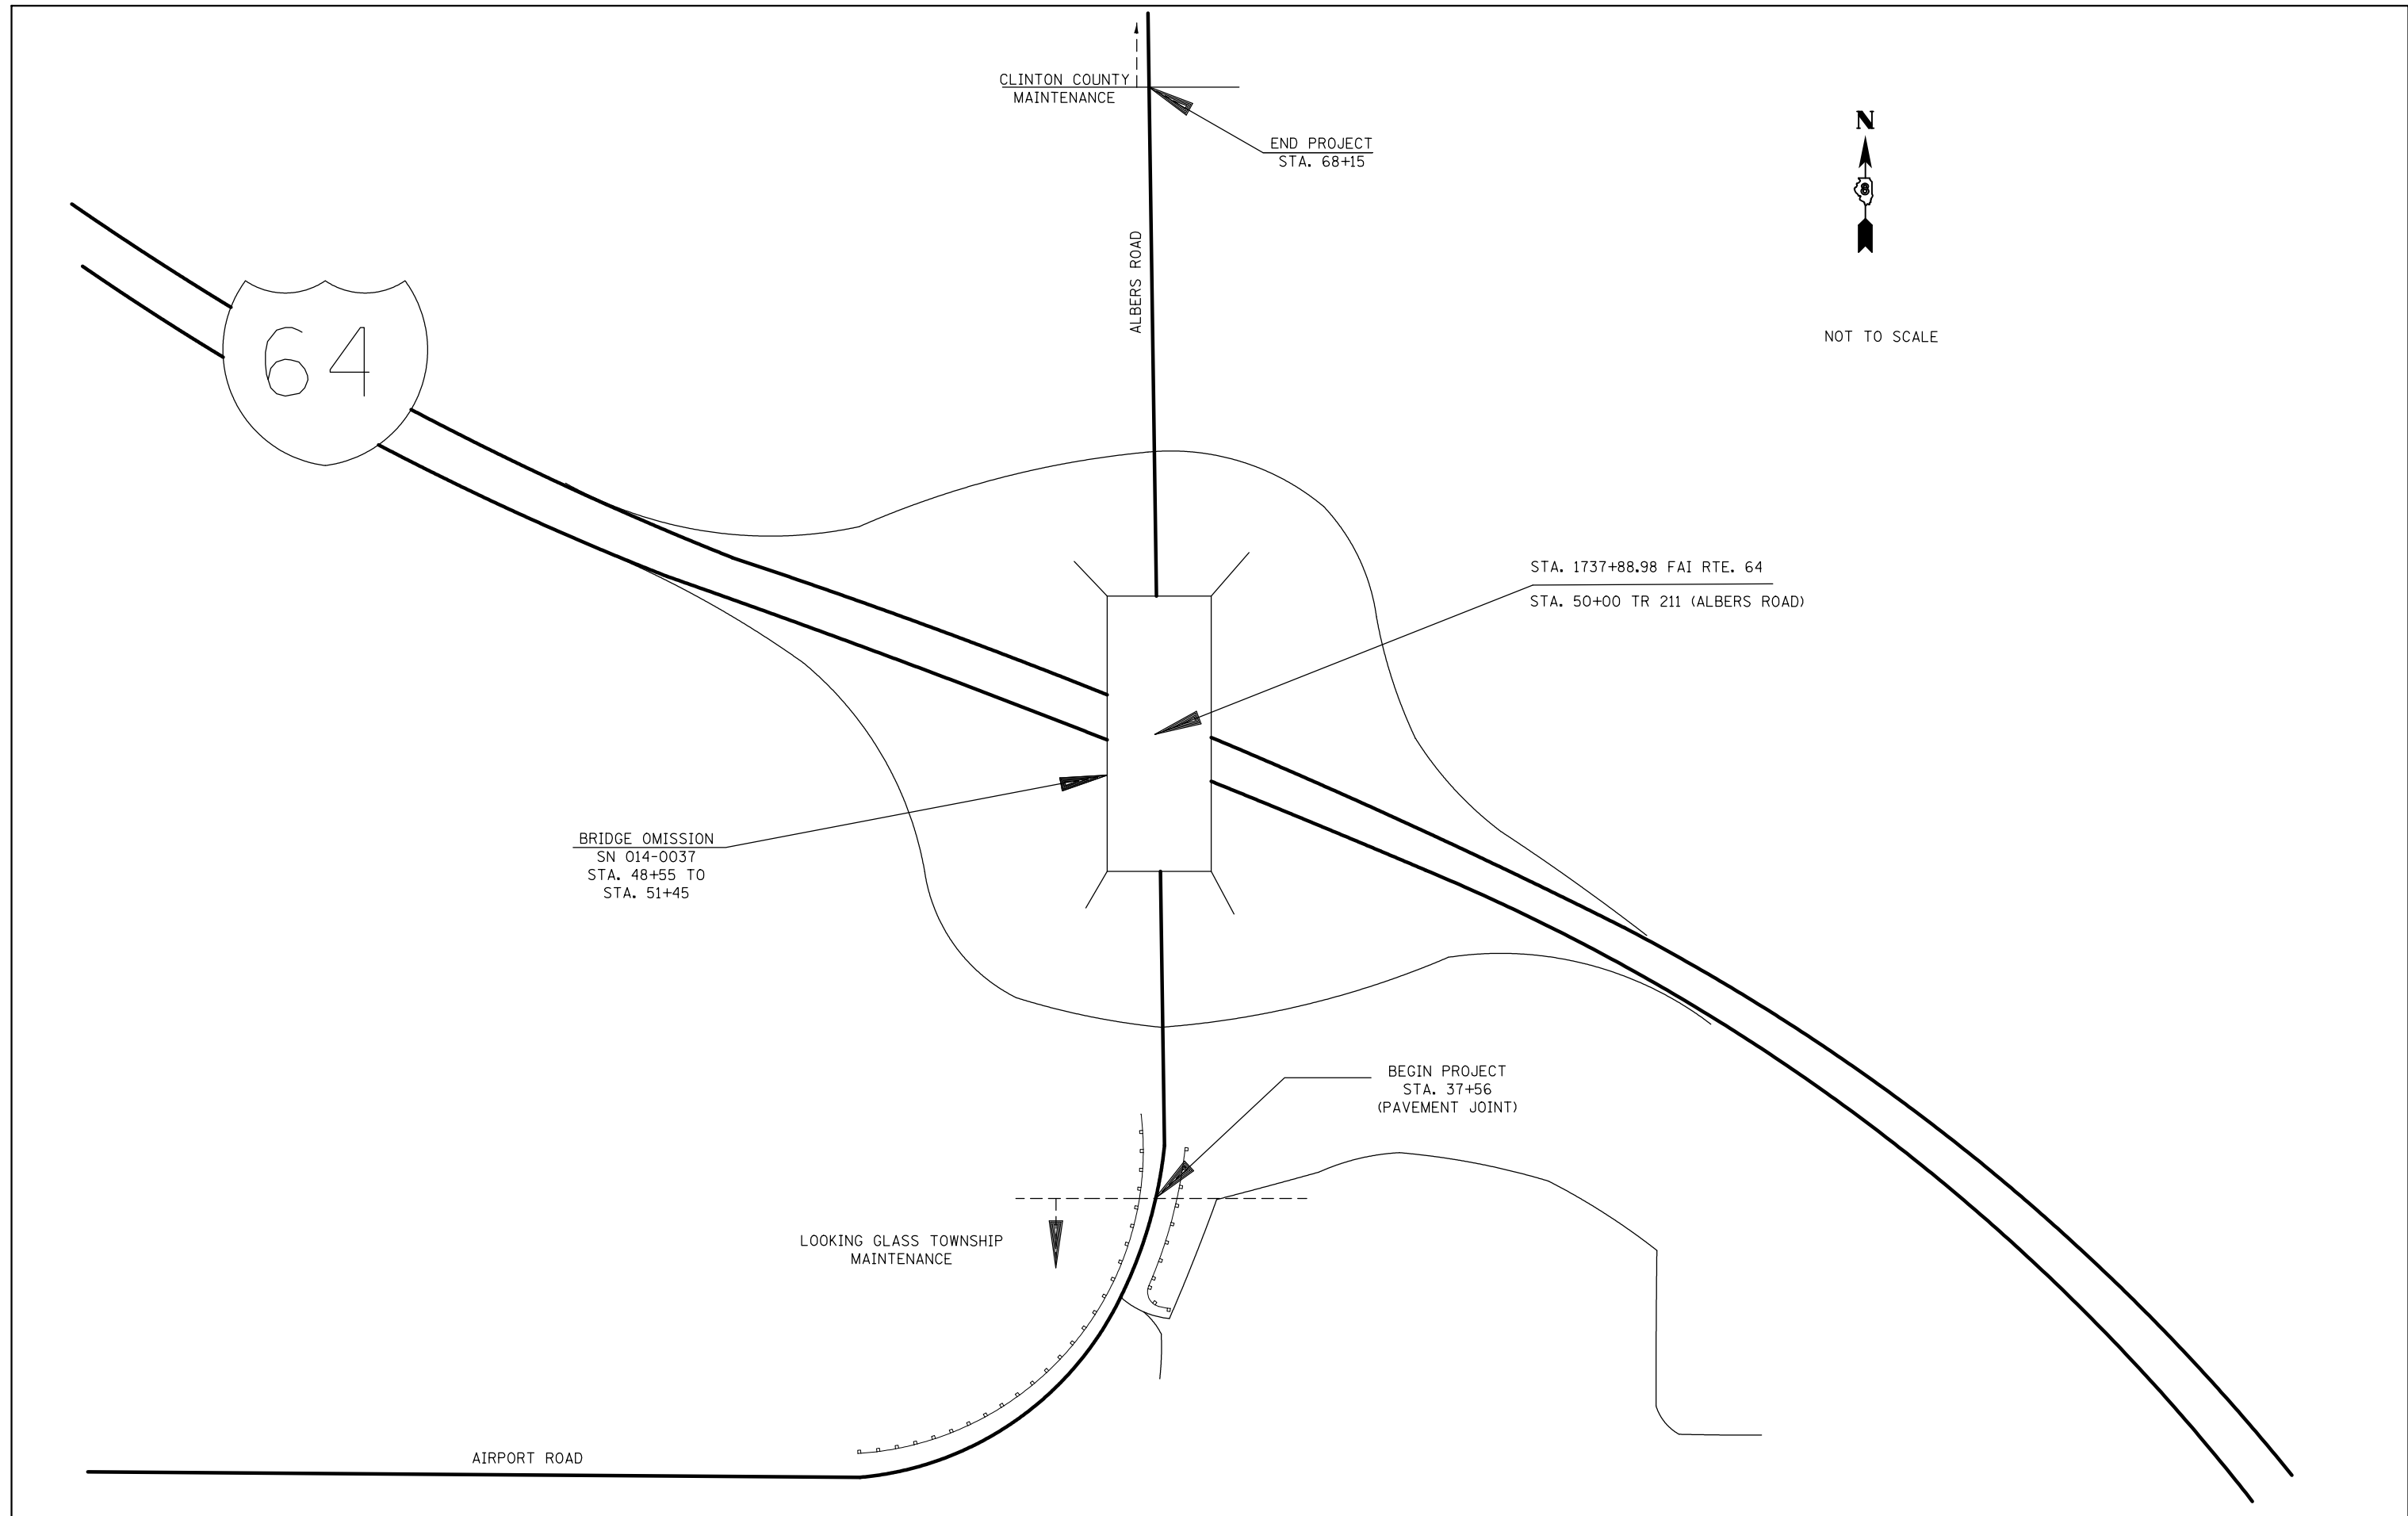 CLINTON COUNTY
MAINTENANCE
END PROJECT
STA. 68+15
N
8
ALBERS ROAD
NOT TO SCALE
64
STA. 1737+88.98 FAI RTE. 64
STA. 50+00 TR 211 (ALBERS ROAD)
BRIDGE OMISSION
SN 014-0037
STA. 48+55 TO
STA. 51+45
BEGIN PROJECT
STA. 37+56
(PAVEMENT JOINT)
LOOKING GLASS TOWNSHIP
MAINTENANCE
AIRPORT ROAD